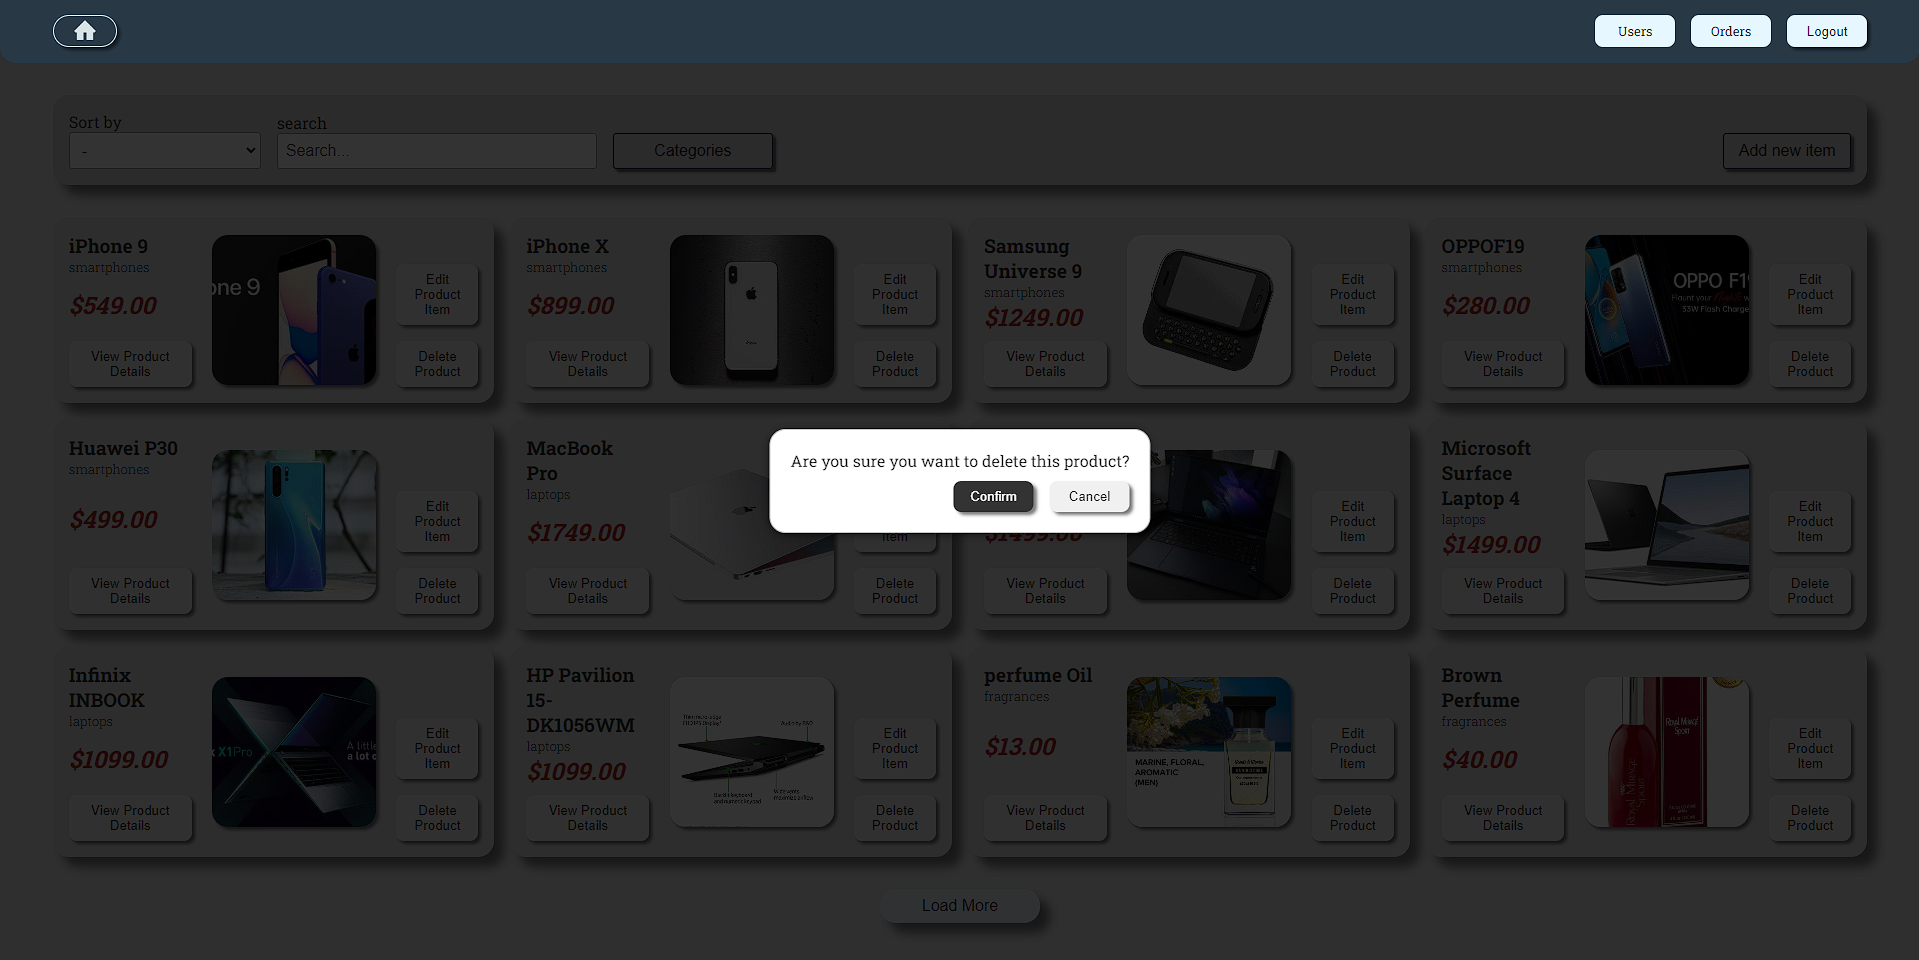 Users
Orders
Logout
Sort by
-
search
Search...
Categories
Add new item
iPhone 9
smartphones
$549.00
View Product
Details
one 9
Edit
Product
Item
Delete
Product
iPhone X
smartphones
$899.00
View Product
Details
Edit
Product
Item
Delete
Product
Samsung
Universe 9
smartphones
$1249.00
View Product
Details
Edit
Product
Item
Delete
Product
OPPOF19
smartphones
$280.00
View Product
Details
OPPO F19
33W Flash Charge
Edit
Product
Item
Delete
Product
Are you sure you want to delete this product?
Confirm
Cancel
Huawei P30
smartphones
$499.00
View Product
Details
Edit
Product
Item
Delete
Product
MacBook
Pro
laptops
$1749.00
View Product
Details
Item
Delete
Product
$1499.00
View Product
Details
Edit
Product
Item
Delete
Product
Microsoft
Surface
Laptop 4
laptops
$1499.00
View Product
Details
Edit
Product
Item
Delete
Product
Infinix
INBOOK
laptops
$1099.00
View Product
Details
X1Pro
A little
a lot
Edit
Product
Item
Delete
Product
HP Pavilion
15-
DK1056WM
laptops
$1099.00
View Product
Details
Edit
Product
Item
Delete
Product
perfume Oil
fragrances
$13.00
View Product
Details
MARINE, FLORAL,
AROMATIC
(MEN)
Edit
Product
Item
Delete
Product
Brown
Perfume
fragrances
$40.00
View Product
Details
Royal Mirage
Sport
Edit
Product
Item
Delete
Product
Load More